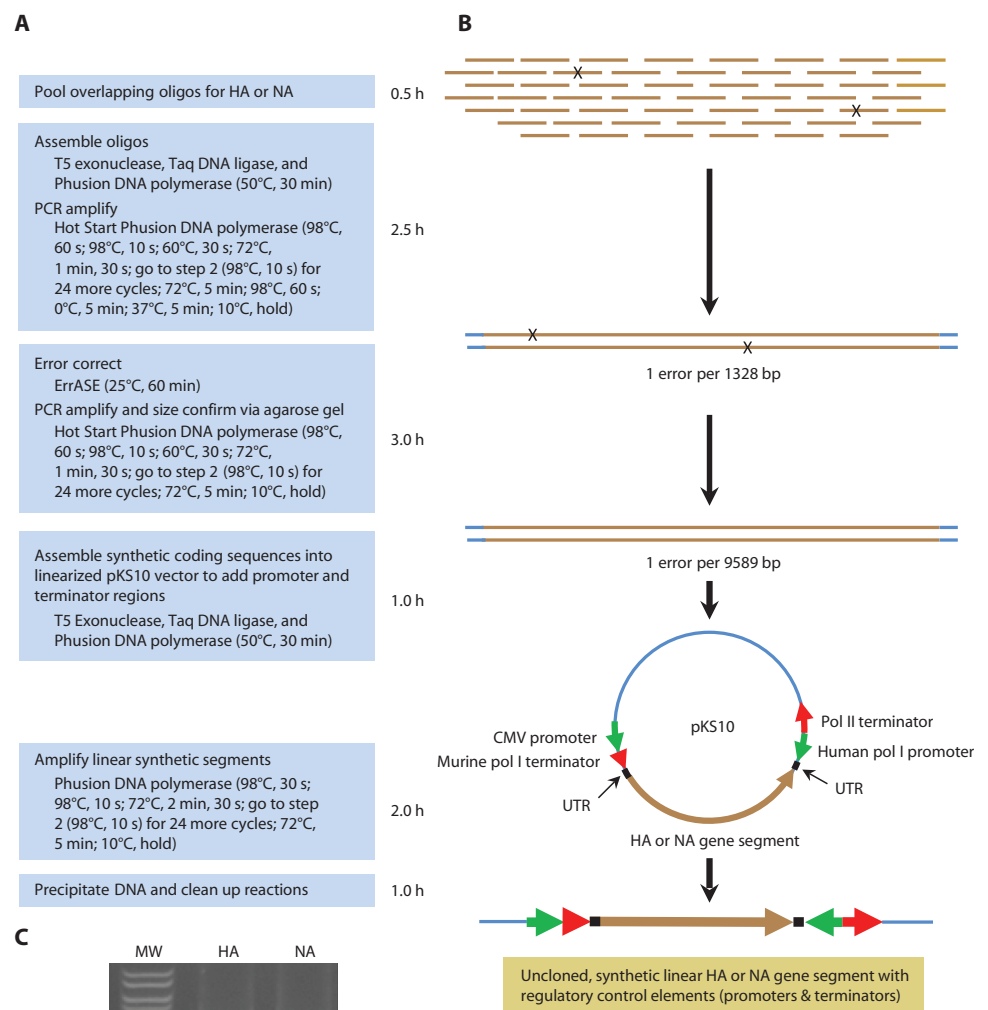 A
Pool overlapping oligos for HA or NA
0.5 h
Assemble oligos
T5 exonuclease, Taq DNA ligase, and
Phusion DNA polymerase (50°C, 30 min)
PCR amplify
Hot Start Phusion DNA polymerase (98°C,
60 s; 98°C, 10 s; 60°C, 30 s; 72°C,
1 min, 30 s; go to step 2 (98°C, 10 s) for
24 more cycles; 72°C, 5 min; 98°C, 60 s;
0°C, 5 min; 37°C, 5 min; 10°C, hold)
2.5 h
Error correct
ErrASE (25°C, 60 min)
PCR amplify and size confirm via agarose gel
Hot Start Phusion DNA polymerase (98°C,
60 s; 98°C, 10 s; 60°C, 30 s; 72°C,
1 min, 30 s; go to step 2 (98°C, 10 s) for
24 more cycles; 72°C, 5 min; 10°C, hold)
3.0 h
Assemble synthetic coding sequences into
linearized pKS10 vector to add promoter and
terminator regions
T5 Exonuclease, Taq DNA ligase, and
Phusion DNA polymerase (50°C, 30 min)
1.0 h
Amplify linear synthetic segments
Phusion DNA polymerase (98°C, 30 s;
98°C, 10 s; 72°C, 2 min, 30 s; go to step
2 (98°C, 10 s) for 24 more cycles; 72°C,
5 min; 10°C, hold)
2.0 h
Precipitate DNA and clean up reactions
1.0 h
B
X
X
X
X
1 error per 1328 bp
1 error per 9589 bp
pKS10
CMV promoter
Murine pol I terminator
UTR
Pol II terminator
Human pol I promoter
UTR
HA or NA gene segment
Uncloned, synthetic linear HA or NA gene segment with
regulatory control elements (promoters & terminators)
C
MW
HA
NA